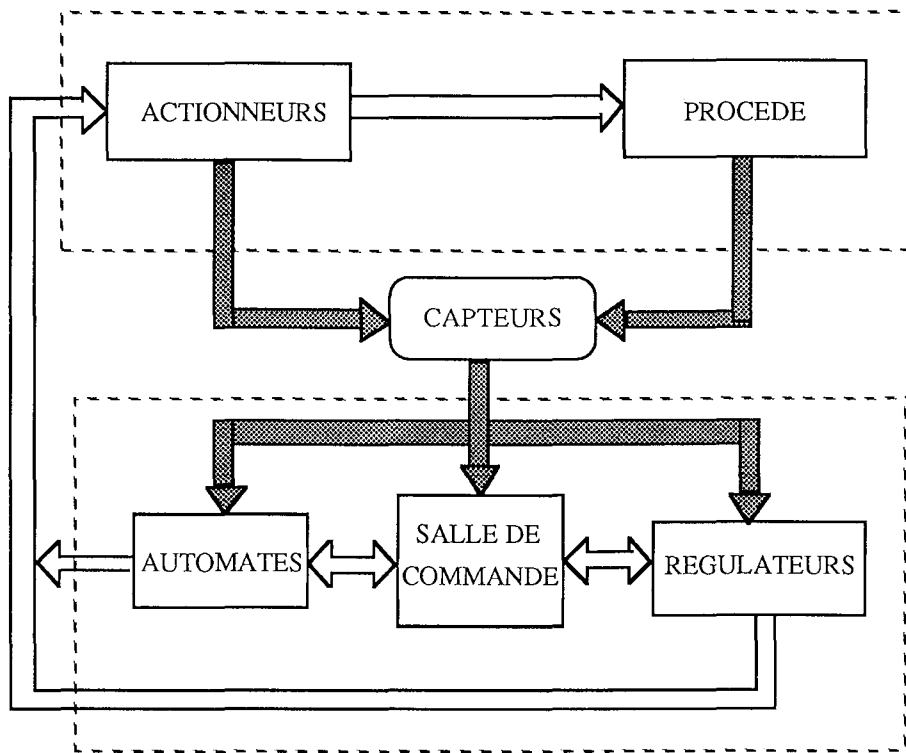 ACTIONNEURS
PROCEDE
CAPTEURS
AUTOMATES
SALLE DE
COMMANDE
REGULATEURS